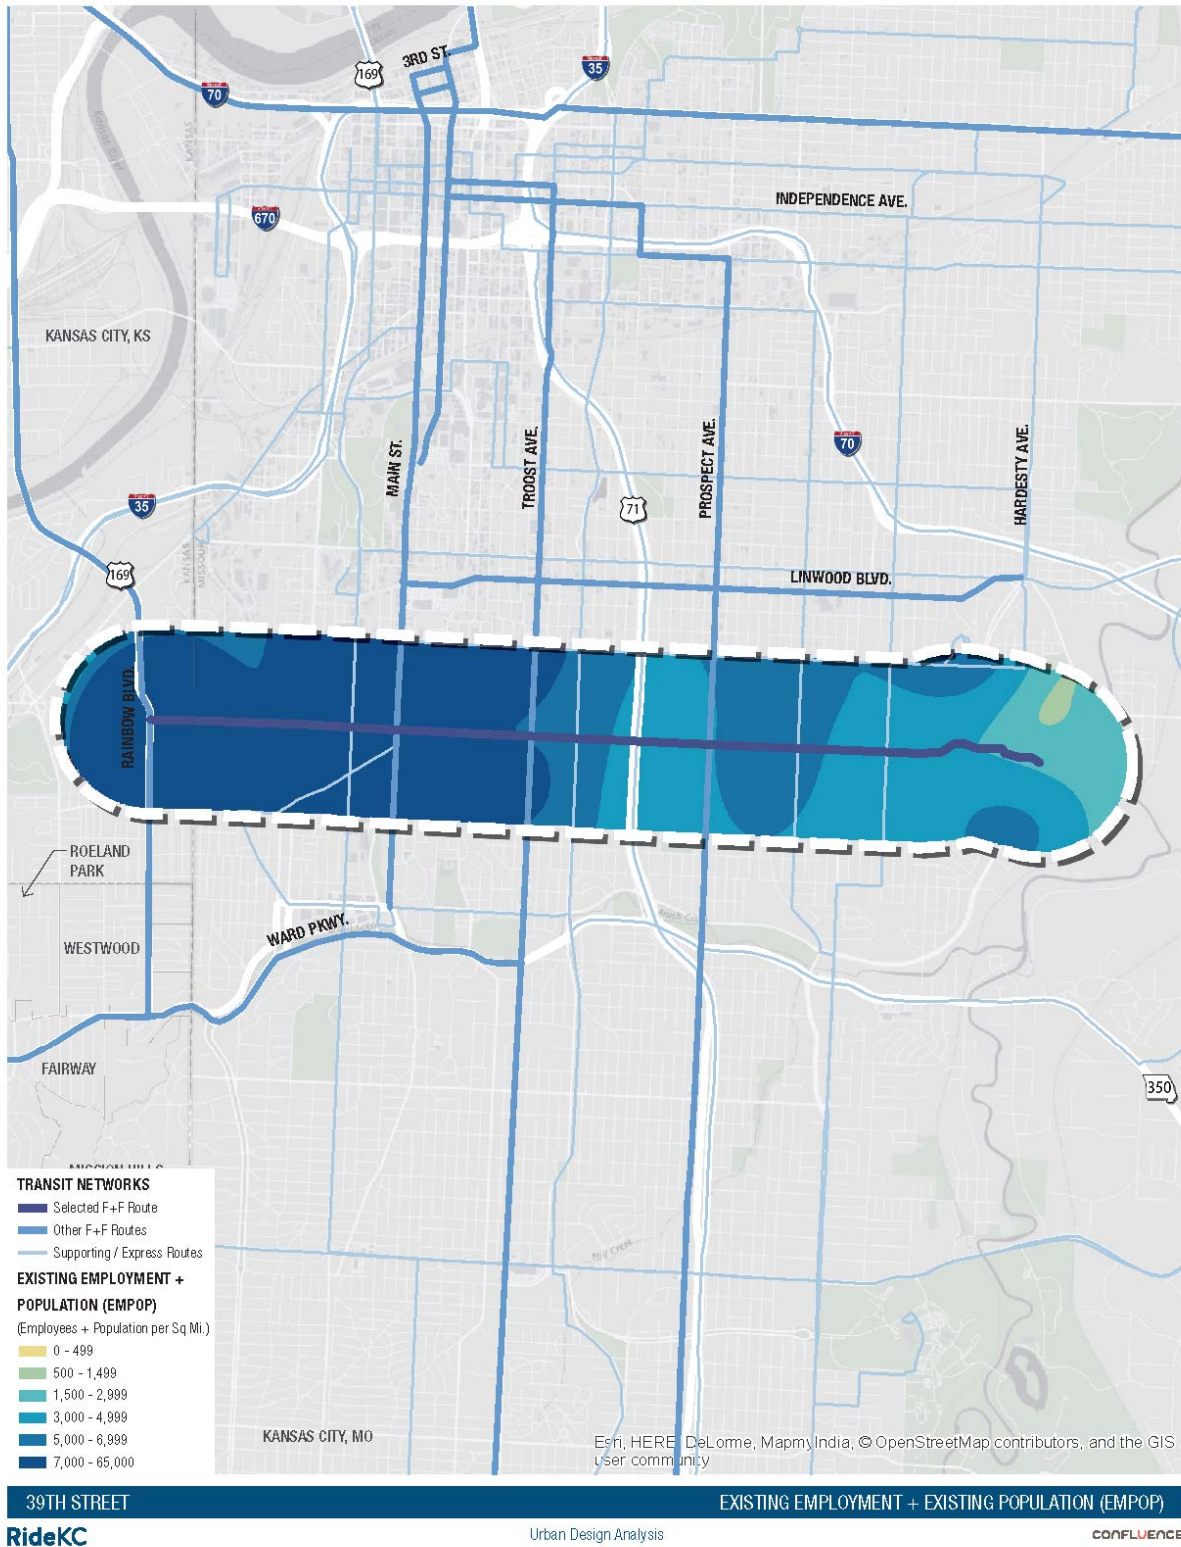 3RD ST.
169
35
70
INDEPENDENCE AVE.
670
KANSAS
KANSAS CITY, KS
MAIN ST.
TROOST AVE.
PROSPECT AVE.
HARDESTY AVE.
70
35
71
KANSAS
MISSOURI
169
LINWOOD BLVD.
RAINBOW BLVD.
ROELAND
PARK
WESTWOOD
WARD PKWY.
FAIRWAY
350
MISSION HILLS
TRANSIT NETWORKS
Selected F+F Route
Other F+F Routes
Supporting / Express Routes
EXISTING EMPLOYMENT +
POPULATION (EMPOP)
(Employees + Population per Sq Mi.)
0 - 499
500 - 1,499
1,500 - 2,999
3,000 - 4,999
5,000 - 6,999
7,000 - 65,000
KANSAS CITY, MO
Esri, HERE, DeLorme, MapmyIndia, © OpenStreetMap contributors, and the GIS
user community
39TH STREET
EXISTING EMPLOYMENT + EXISTING POPULATION (EMPOP)
RideKC
Urban Design Analysis
CONFLUENCE